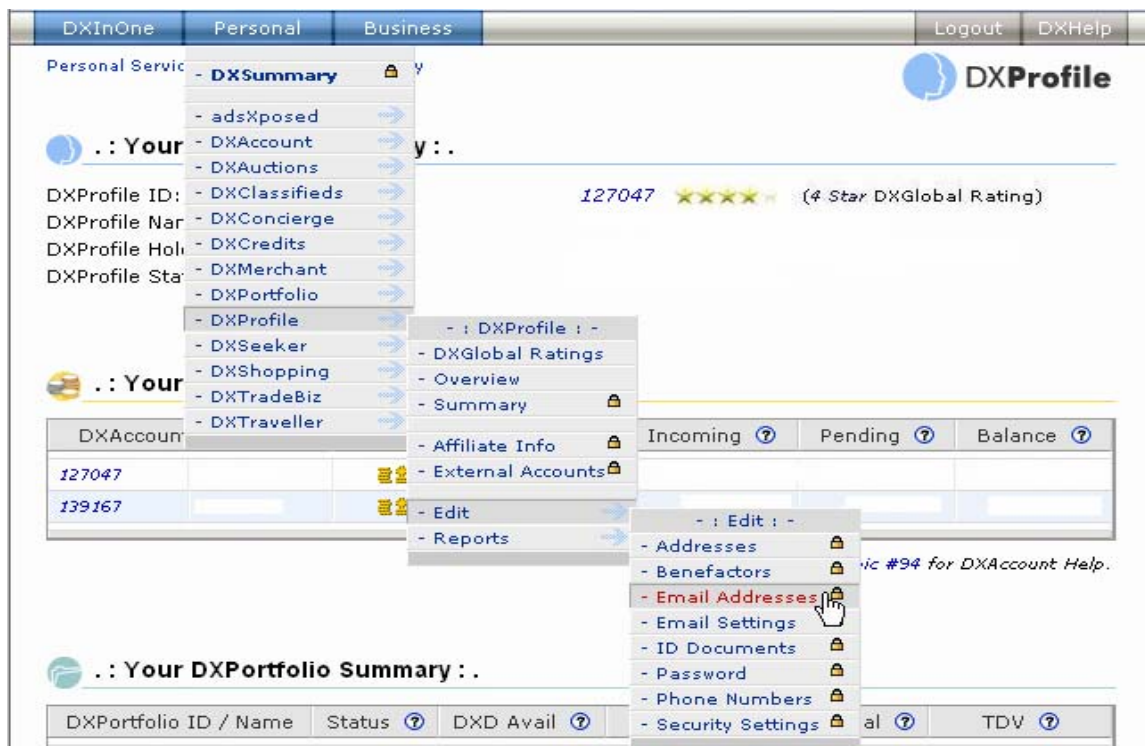 DXInOne Personal Business Logout DXHelp
Personal Servic
DXProfile
- DXSummary
- adsXposed
- DXAccount
- DXAuctions
- DXClassifieds
- DXConcierge
- DXCredits
- DXMerchant
- DXPortfolio
- DXProfile
- DXSeeker
- DXShopping
- DXTradeBiz
- DXTraveller
.: Your y :.
DXProfile ID: 127047 (4 Star DXGlobal Rating)
DXProfile Nar
DXProfile Hol
DXProfile Sta
- : DXProfile : -
- DXGlobal Ratings
- Overview
- Summary
- Affiliate Info
- External Accounts
- Edit
- Reports
.: Your
DXAccoun Incoming ? Pending ? Balance ?
127047
139167
- : Edit : -
- Addresses
- Benefactors
- Email Addresses
- Email Settings
- ID Documents
- Password
- Phone Numbers
- Security Settings
ic #94 for DXAccount Help.
.: Your DXPortfolio Summary :.
DXPortfolio ID / Name Status ? DXD Avail ? al ? TDV ?